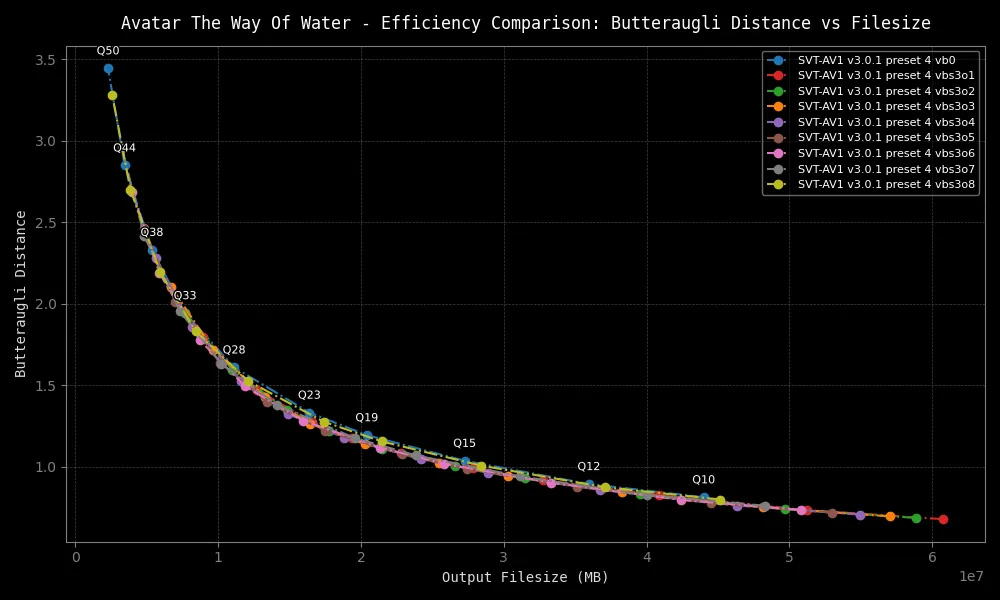 Avatar The Way Of Water - Efficiency Comparison: Butteraugli Distance vs Filesize
SVT-AV1 v3.0.1 preset 4 vb0
SVT-AV1 v3.0.1 preset 4 vbs3o1
SVT-AV1 v3.0.1 preset 4 vbs3o2
SVT-AV1 v3.0.1 preset 4 vbs3o3
SVT-AV1 v3.0.1 preset 4 vbs3o4
SVT-AV1 v3.0.1 preset 4 vbs3o5
SVT-AV1 v3.0.1 preset 4 vbs3o6
SVT-AV1 v3.0.1 preset 4 vbs3o7
SVT-AV1 v3.0.1 preset 4 vbs3o8
Butteraugli Distance
3.5
3.0
2.5
2.0
1.5
1.0
Q50
Q44
Q38
Q33
Q28
Q23
Q19
Q15
Q12
Q10
0 1 2 3 4 5 6
1e7
Output Filesize (MB)